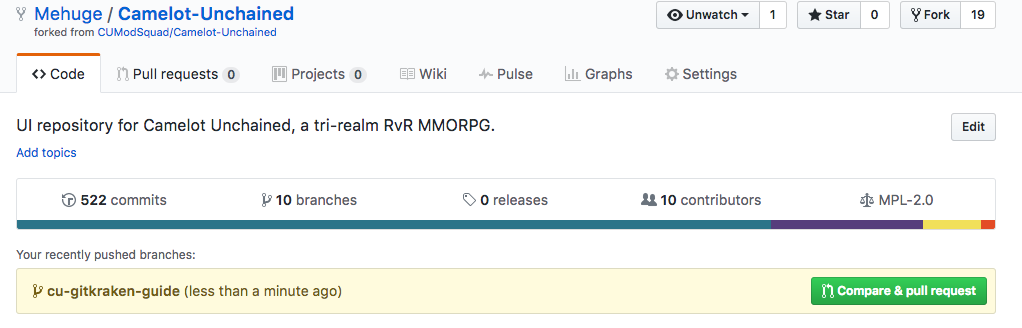 Mehuge / Camelot-Unchained
Unwatch 1 Star 0 Fork 19
forked from CUModSquad/Camelot-Unchained
Code Pull requests 0 Projects 0 Wiki Pulse Graphs Settings
UI repository for Camelot Unchained, a tri-realm RvR MMORPG. Edit
Add topics
522 commits 10 branches 0 releases 10 contributors MPL-2.0
Your recently pushed branches:
cu-gitkraken-guide (less than a minute ago) Compare & pull request